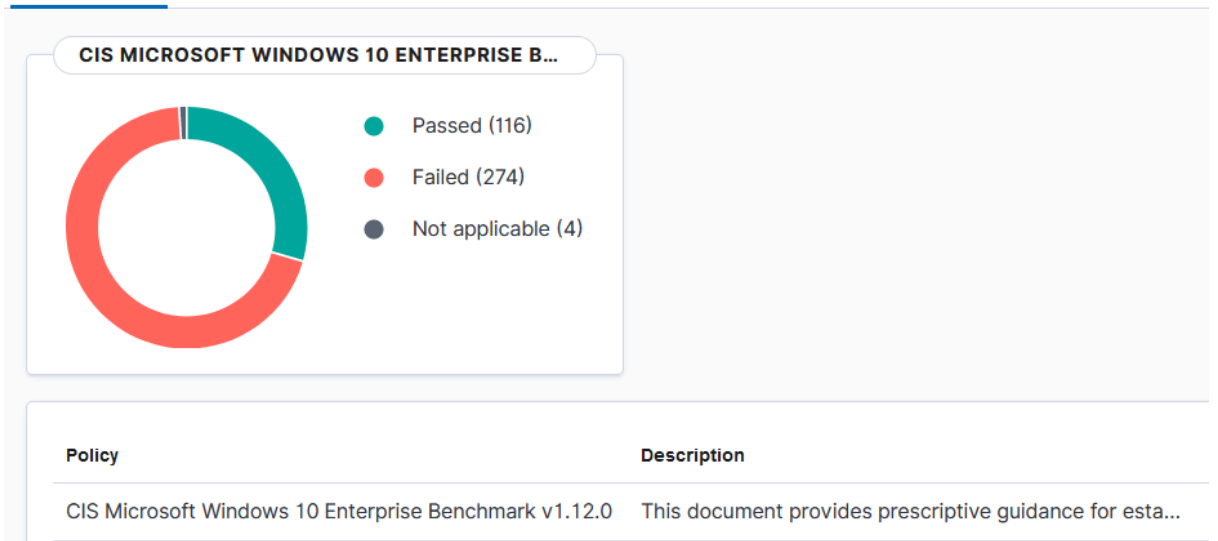 CIS MICROSOFT WINDOWS 10 ENTERPRISE B...
Passed (116)
Failed (274)
Not applicable (4)
Policy Description
CIS Microsoft Windows 10 Enterprise Benchmark v1.12.0 This document provides prescriptive guidance for esta...